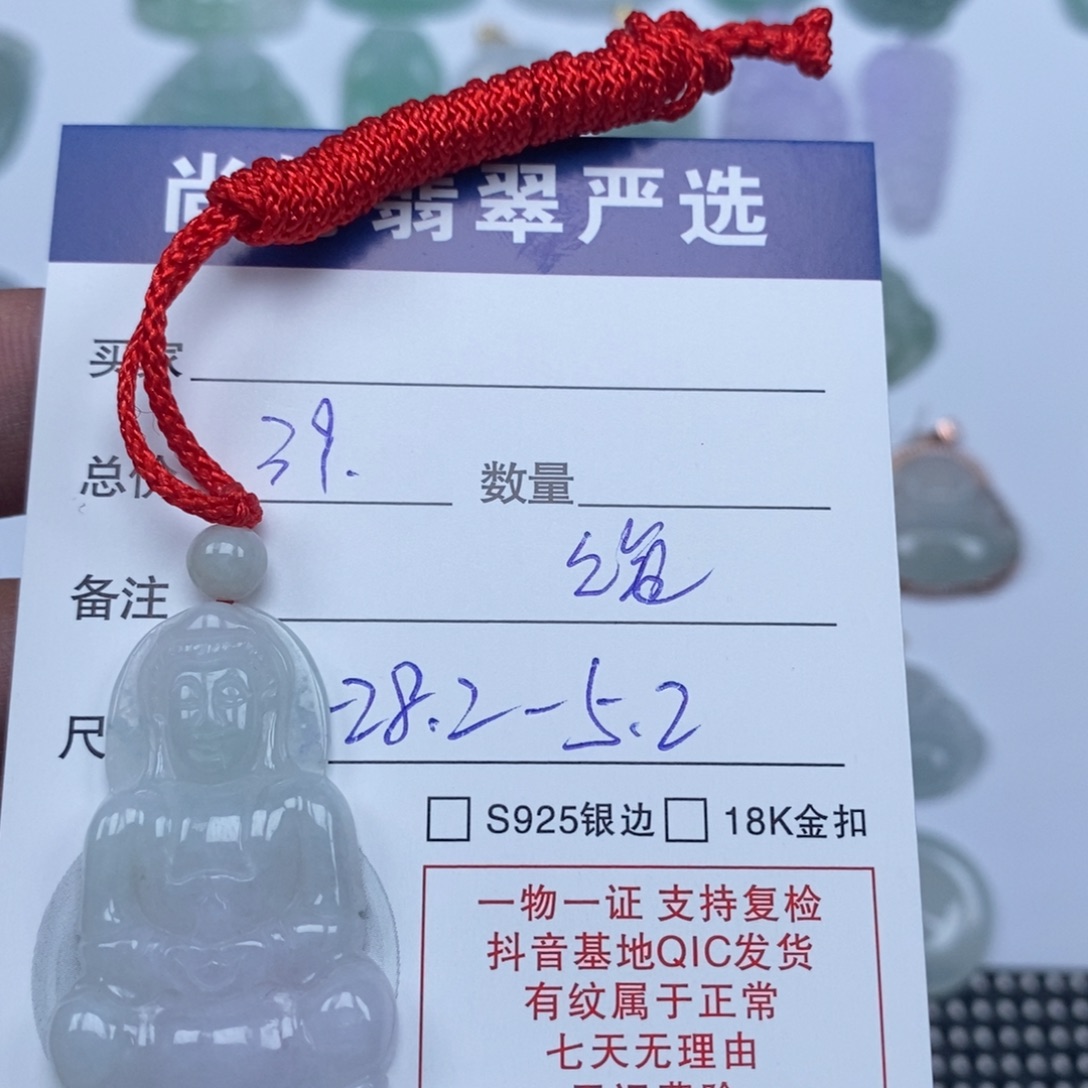 尚 翡翠严选
买家
总价 39. 数量
备注
尺 -28.2-5.2
S925银边 18K金扣
一物一证 支持复检
抖音基地QIC发货
有纹属于正常
七天无理由